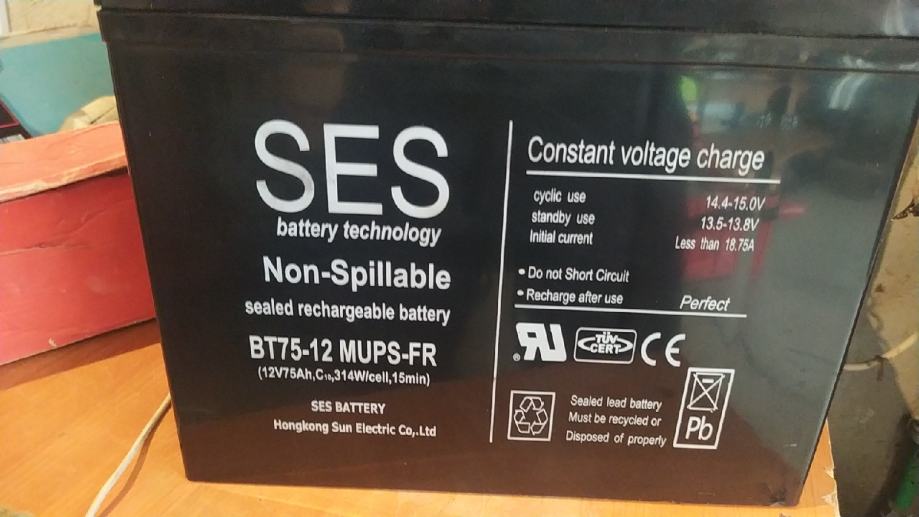 SES
battery technology
Non-Spillable
sealed rechargeable battery
BT75-12 MUPS-FR
(12V75Ah,C₁₀,314W/cell,15min)
SES BATTERY
Hongkong Sun Electric Co,.Ltd
Constant voltage charge
cyclic use 14.4-15.0V
standby use 13.5-13.8V
Initial current Less than 18.75A
• Do not Short Circuit
• Recharge after use Perfect
TÜV
CERT
CE
Sealed lead battery
Must be recycled or
Disposed of properly
Pb